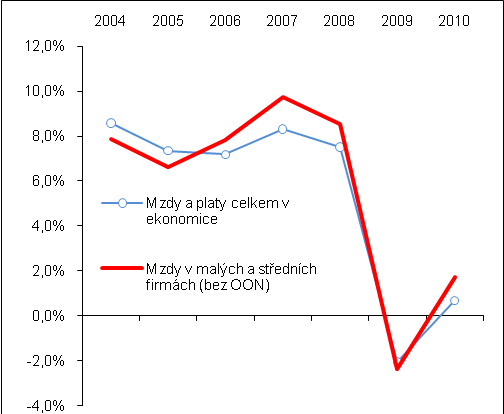 2004 2005 2006 2007 2008 2009 2010
12,0%
10,0%
8,0%
6,0%
Mzdy a platy celkem v
ekonomice
4,0%
2,0%
Mzdy v malých a středních
firmách (bez OON)
0,0%
-2,0%
-4,0%